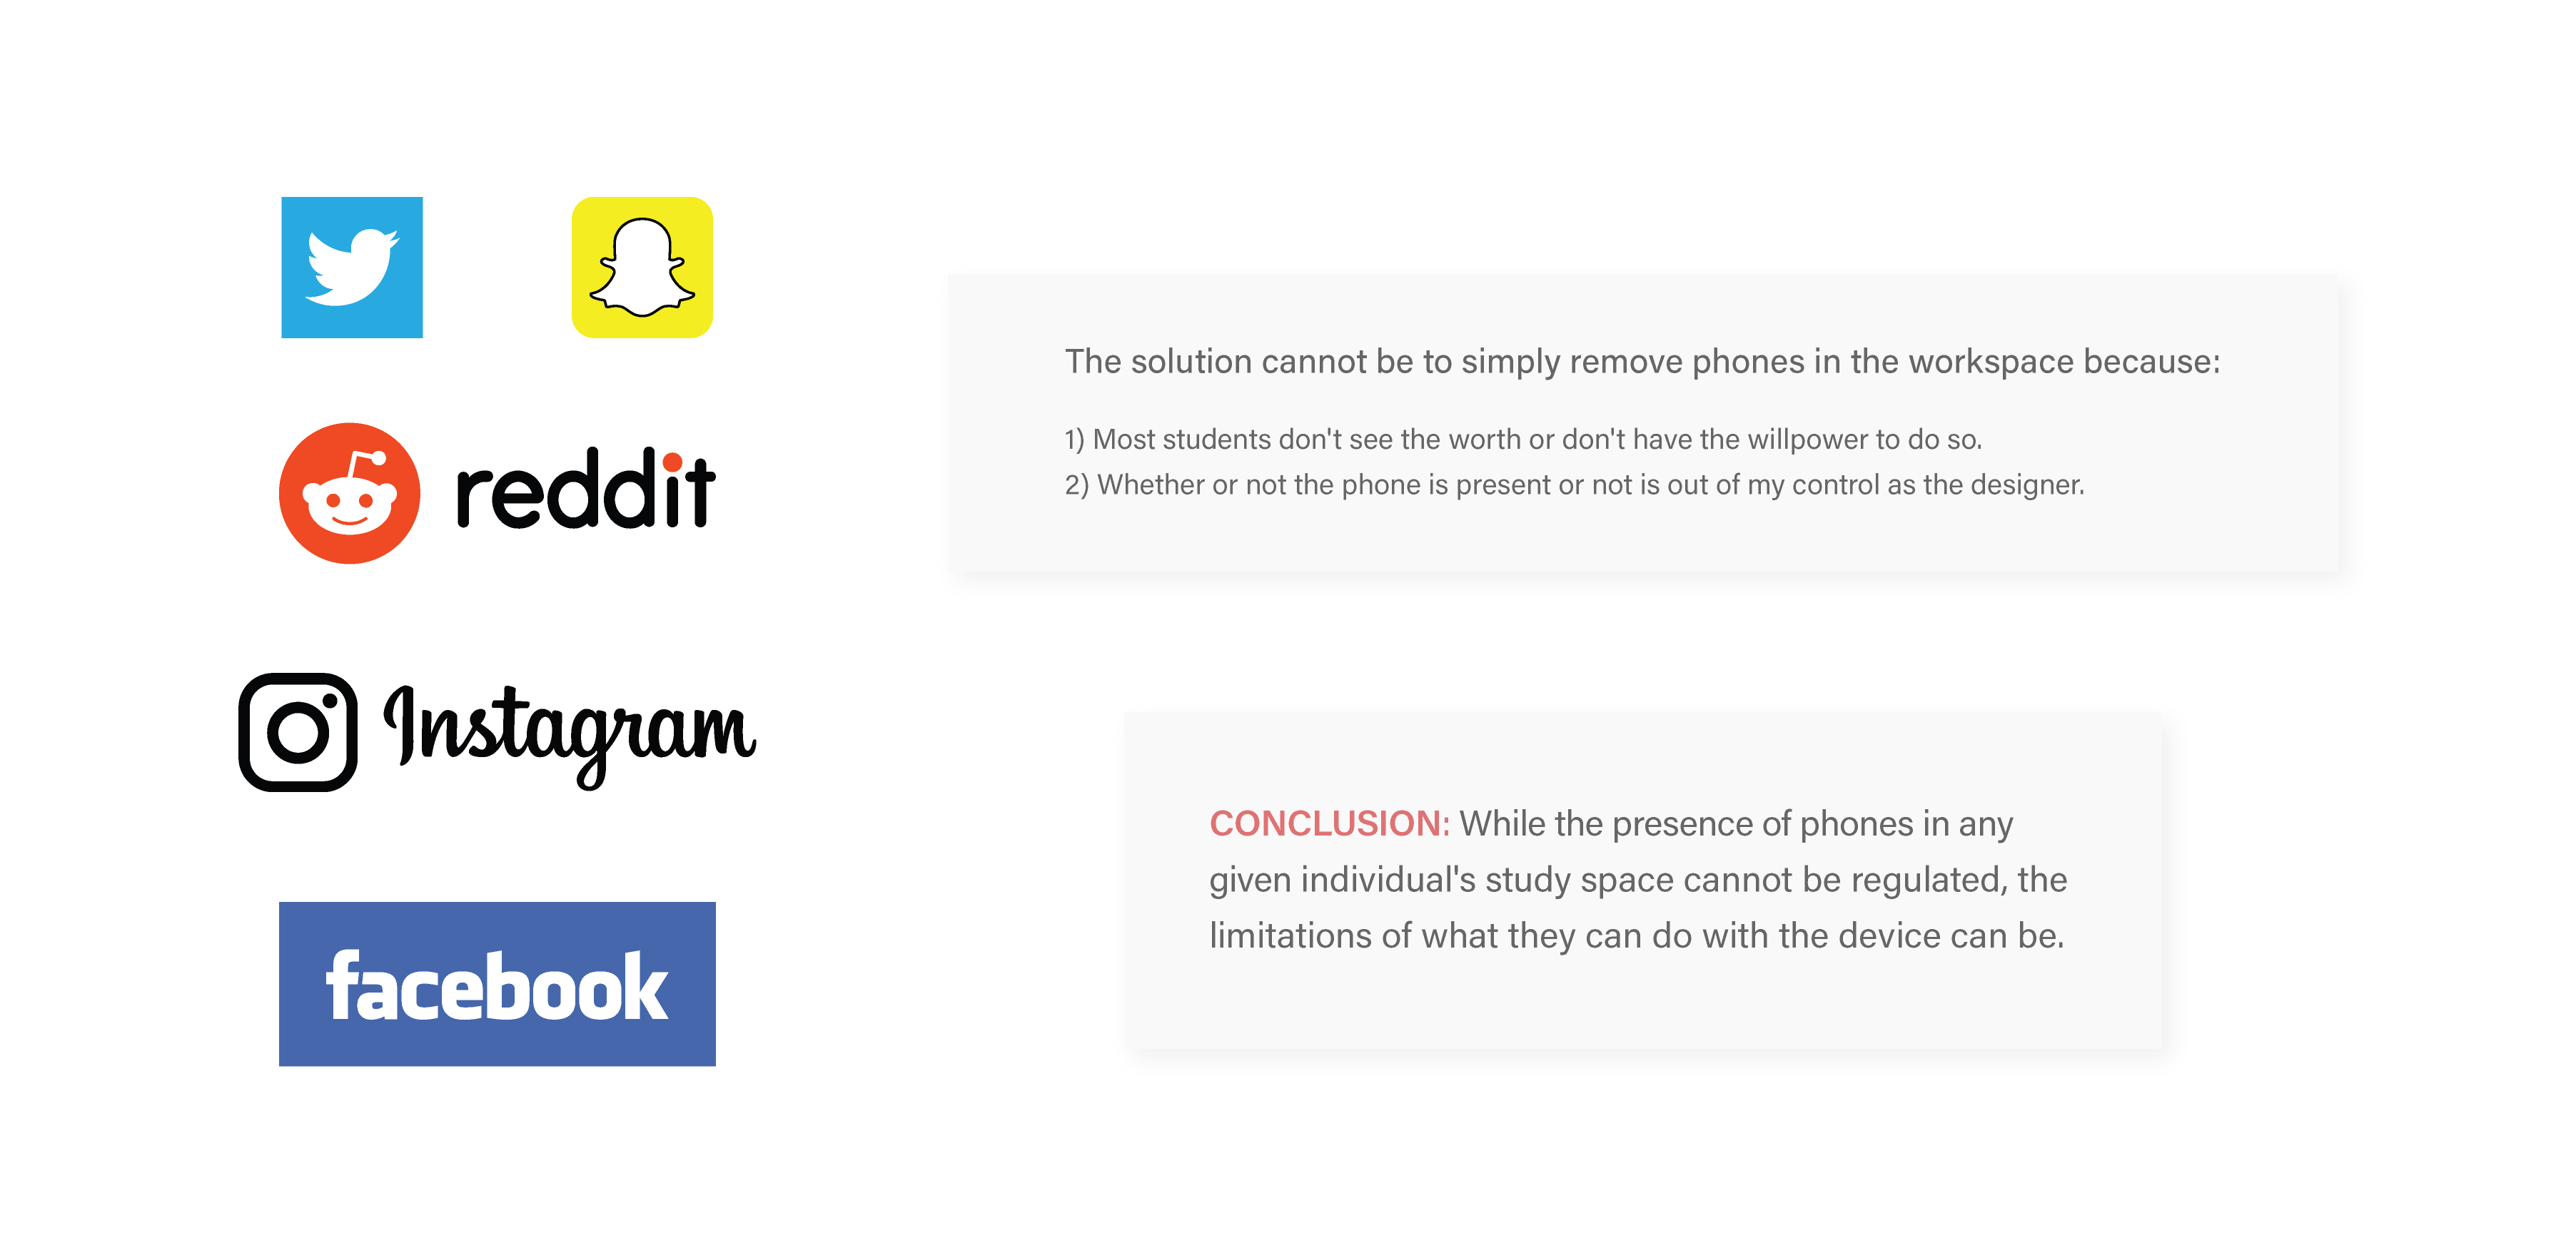 reddit
Instagram
facebook
The solution cannot be to simply remove phones in the workspace because:
1) Most students don't see the worth or don't have the willpower to do so.
2) Whether or not the phone is present or not is out of my control as the designer.
CONCLUSION: While the presence of phones in any
given individual's study space cannot be regulated, the
limitations of what they can do with the device can be.